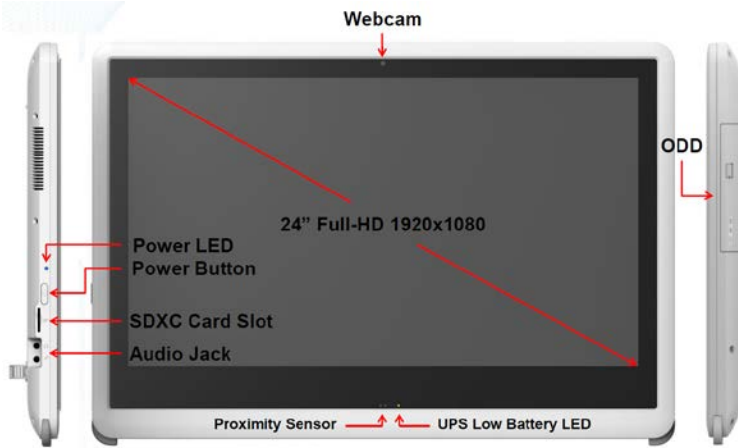 Webcam
ODD
24” Full-HD 1920x1080
Power LED
Power Button
SDXC Card Slot
Audio Jack
Proximity Sensor
UPS Low Battery LED